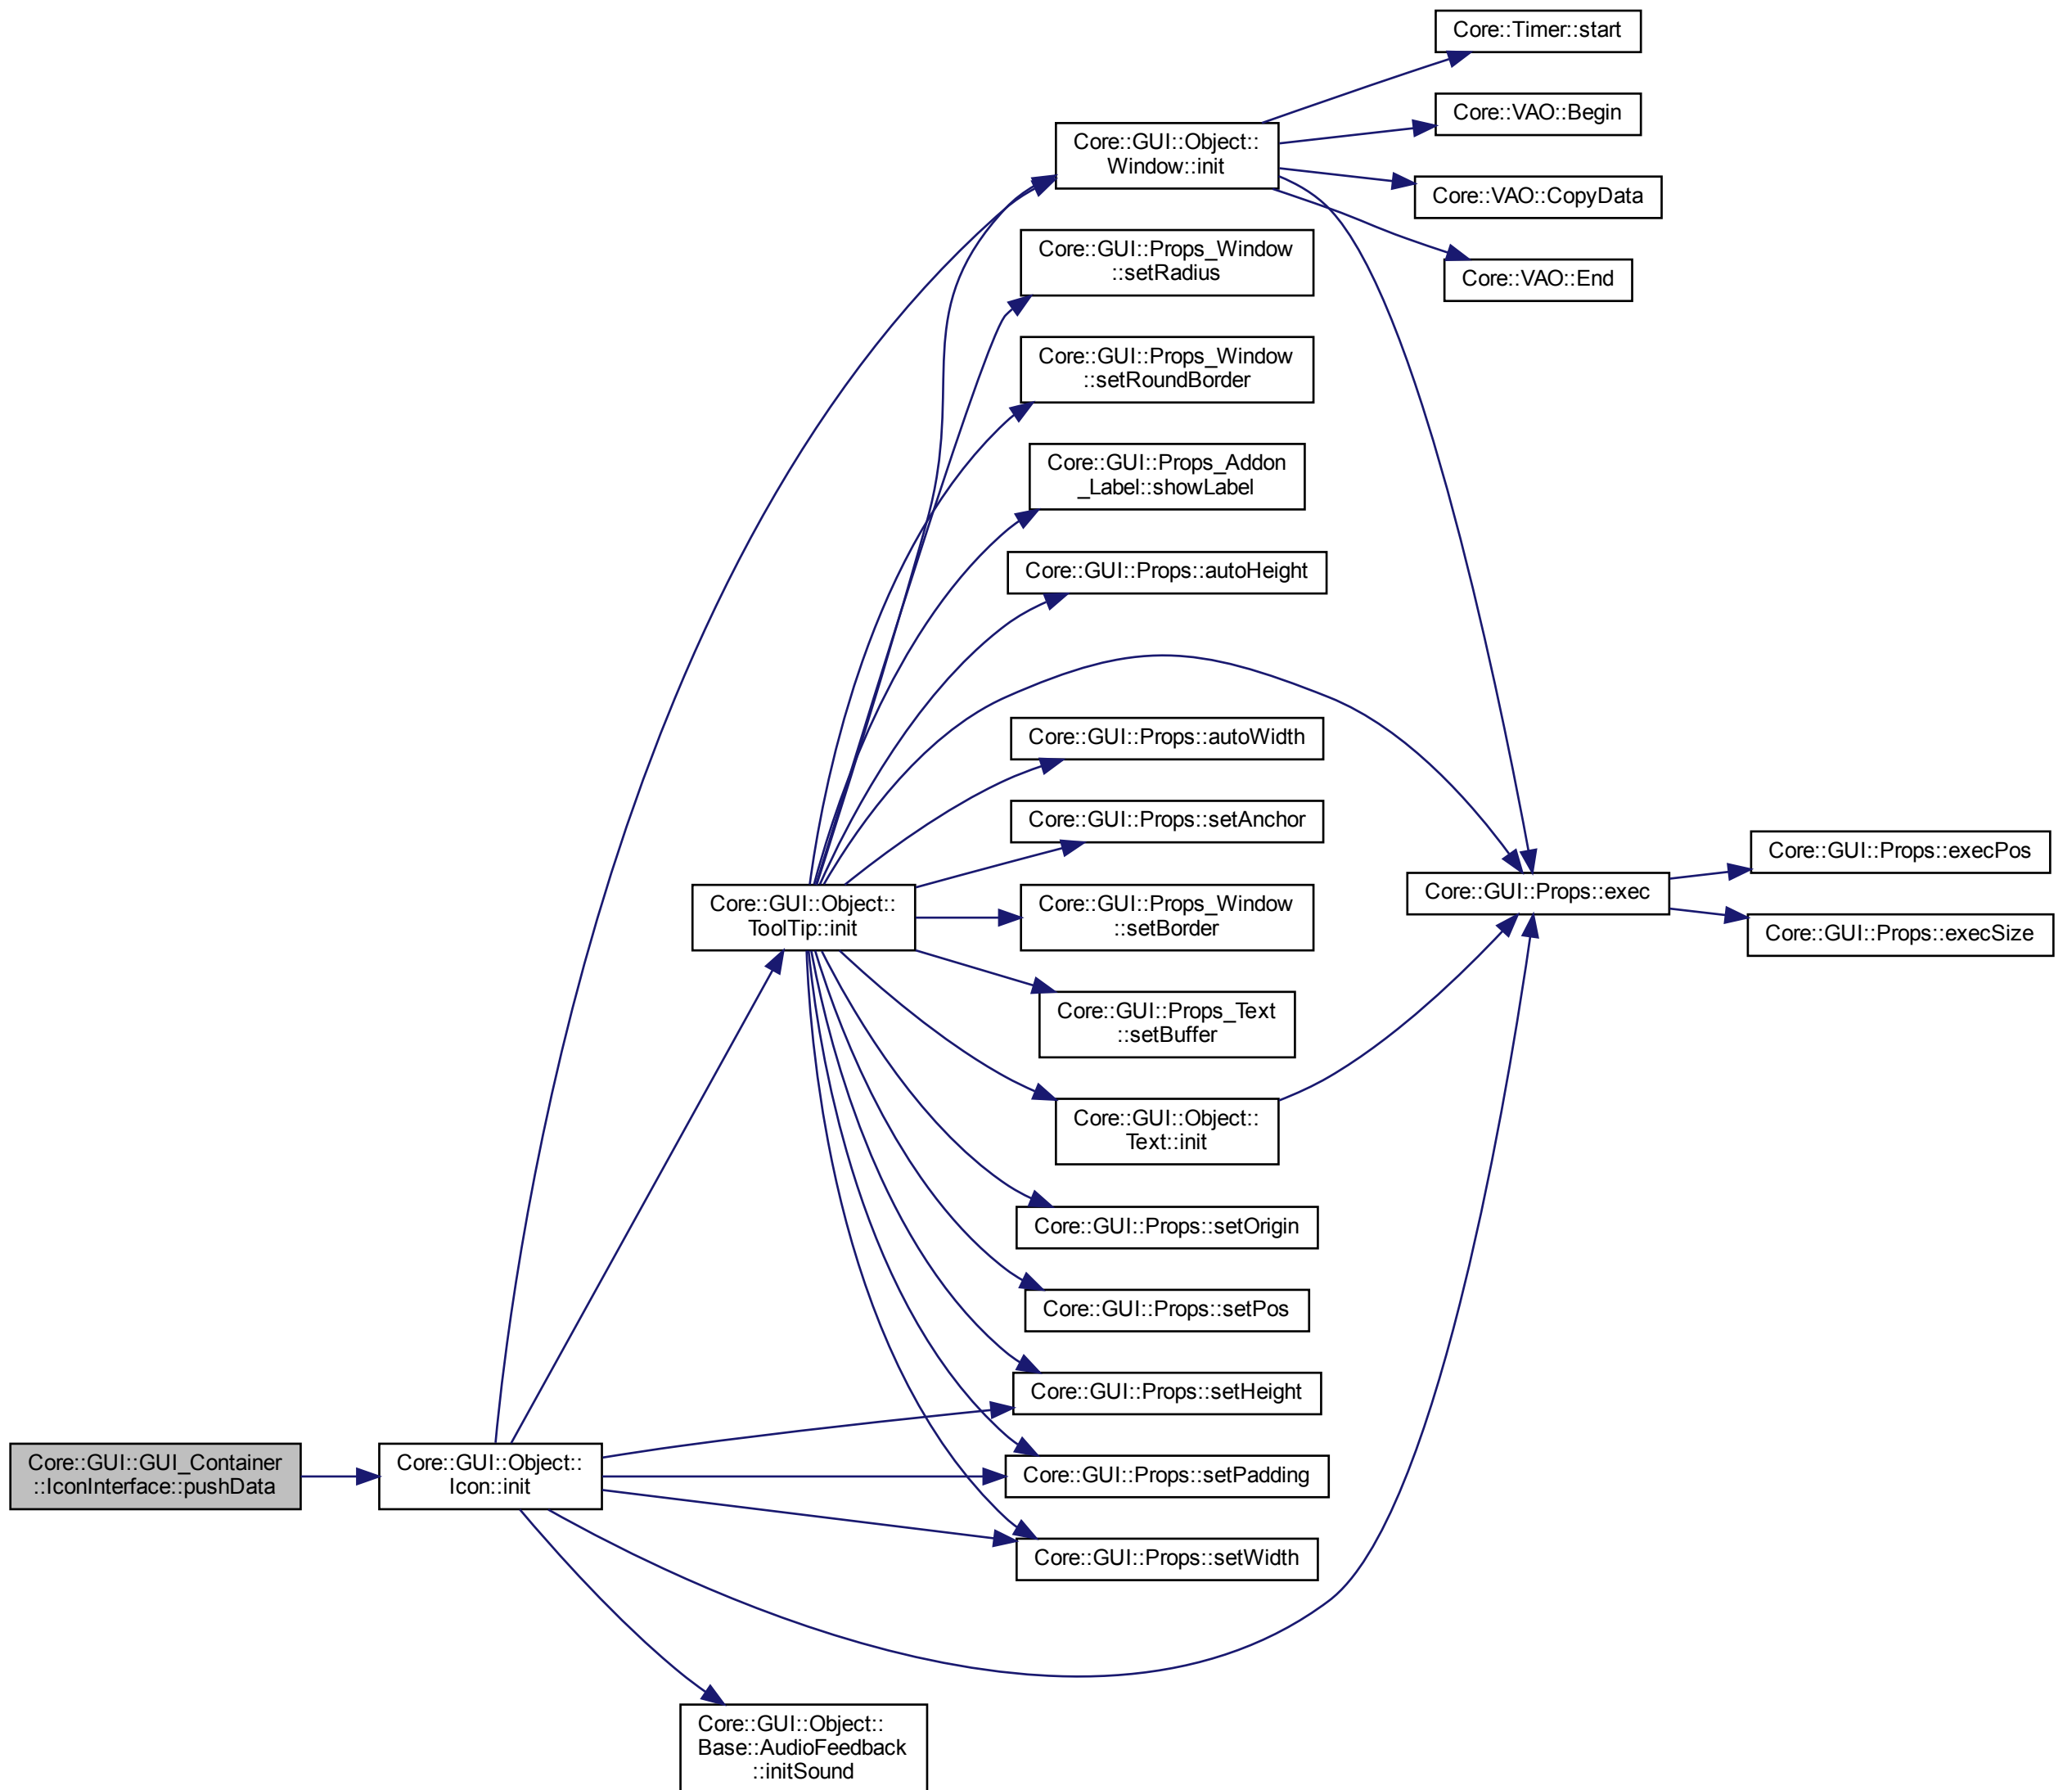 Core::Timer::start
Core::VAO::Begin
Core::GUI::Object::
Window::init
Core::VAO::CopyData
Core::GUI::Props_Window
::setRadius
Core::VAO::End
Core::GUI::Props_Window
::setRoundBorder
Core::GUI::Props_Addon
_Label::showLabel
Core::GUI::Props::autoHeight
Core::GUI::Props::autoWidth
Core::GUI::Props::setAnchor
Core::GUI::Props::execPos
Core::GUI::Object::
ToolTip::init
Core::GUI::Props_Window
::setBorder
Core::GUI::Props::exec
Core::GUI::Props::execSize
Core::GUI::Props_Text
::setBuffer
Core::GUI::Object::
Text::init
Core::GUI::Props::setOrigin
Core::GUI::Props::setPos
Core::GUI::Props::setHeight
Core::GUI::GUI_Container
::IconInterface::pushData
Core::GUI::Object::
Icon::init
Core::GUI::Props::setPadding
Core::GUI::Props::setWidth
Core::GUI::Object::
Base::AudioFeedback
::initSound